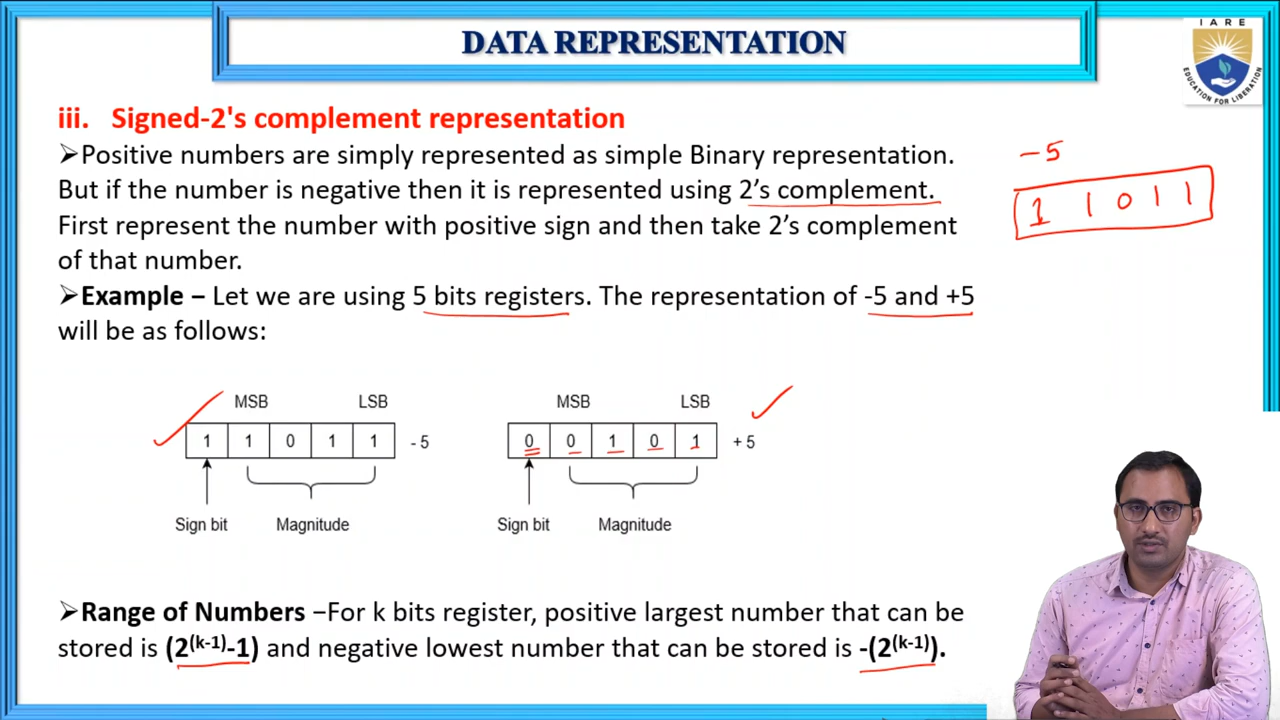 DATA REPRESENTATION
IARE
EDUCATION FOR LIBERATION
iii. Signed-2's complement representation
➤Positive numbers are simply represented as simple Binary representation.
But if the number is negative then it is represented using 2’s complement.
First represent the number with positive sign and then take 2’s complement
of that number.
➤Example – Let we are using 5 bits registers. The representation of -5 and +5
will be as follows:
-5
1 1 0 1 1
MSB LSB
1 1 0 1 1 - 5
Sign bit Magnitude
MSB LSB
0 0 1 0 1 + 5
Sign bit Magnitude
➤Range of Numbers –For k bits register, positive largest number that can be
stored is (2^(k-1)-1) and negative lowest number that can be stored is -(2^(k-1)).